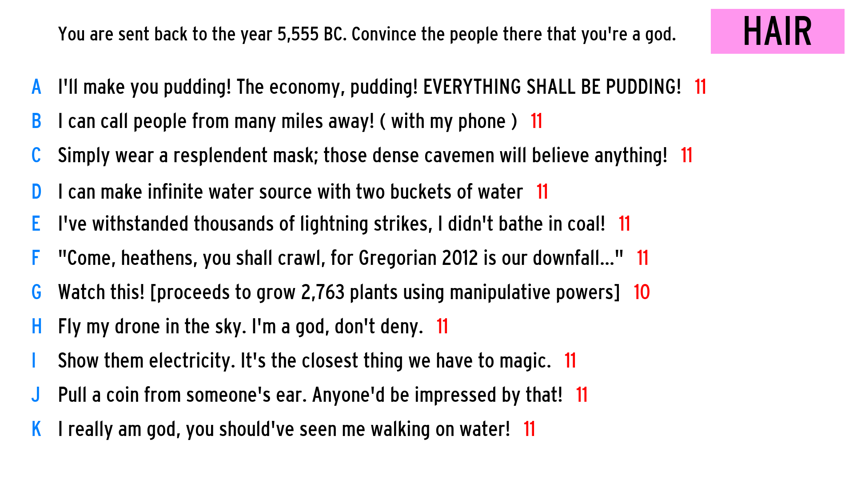 You are sent back to the year 5,555 BC. Convince the people there that you're a god.
HAIR
A I'll make you pudding! The economy, pudding! EVERYTHING SHALL BE PUDDING! 11
B I can call people from many miles away! ( with my phone ) 11
C Simply wear a resplendent mask; those dense cavemen will believe anything! 11
D I can make infinite water source with two buckets of water 11
E I've withstanded thousands of lightning strikes, I didn't bathe in coal! 11
F "Come, heathens, you shall crawl, for Gregorian 2012 is our downfall..." 11
G Watch this! [proceeds to grow 2,763 plants using manipulative powers] 10
H Fly my drone in the sky. I'm a god, don't deny. 11
I Show them electricity. It's the closest thing we have to magic. 11
J Pull a coin from someone's ear. Anyone'd be impressed by that! 11
K I really am god, you should've seen me walking on water! 11